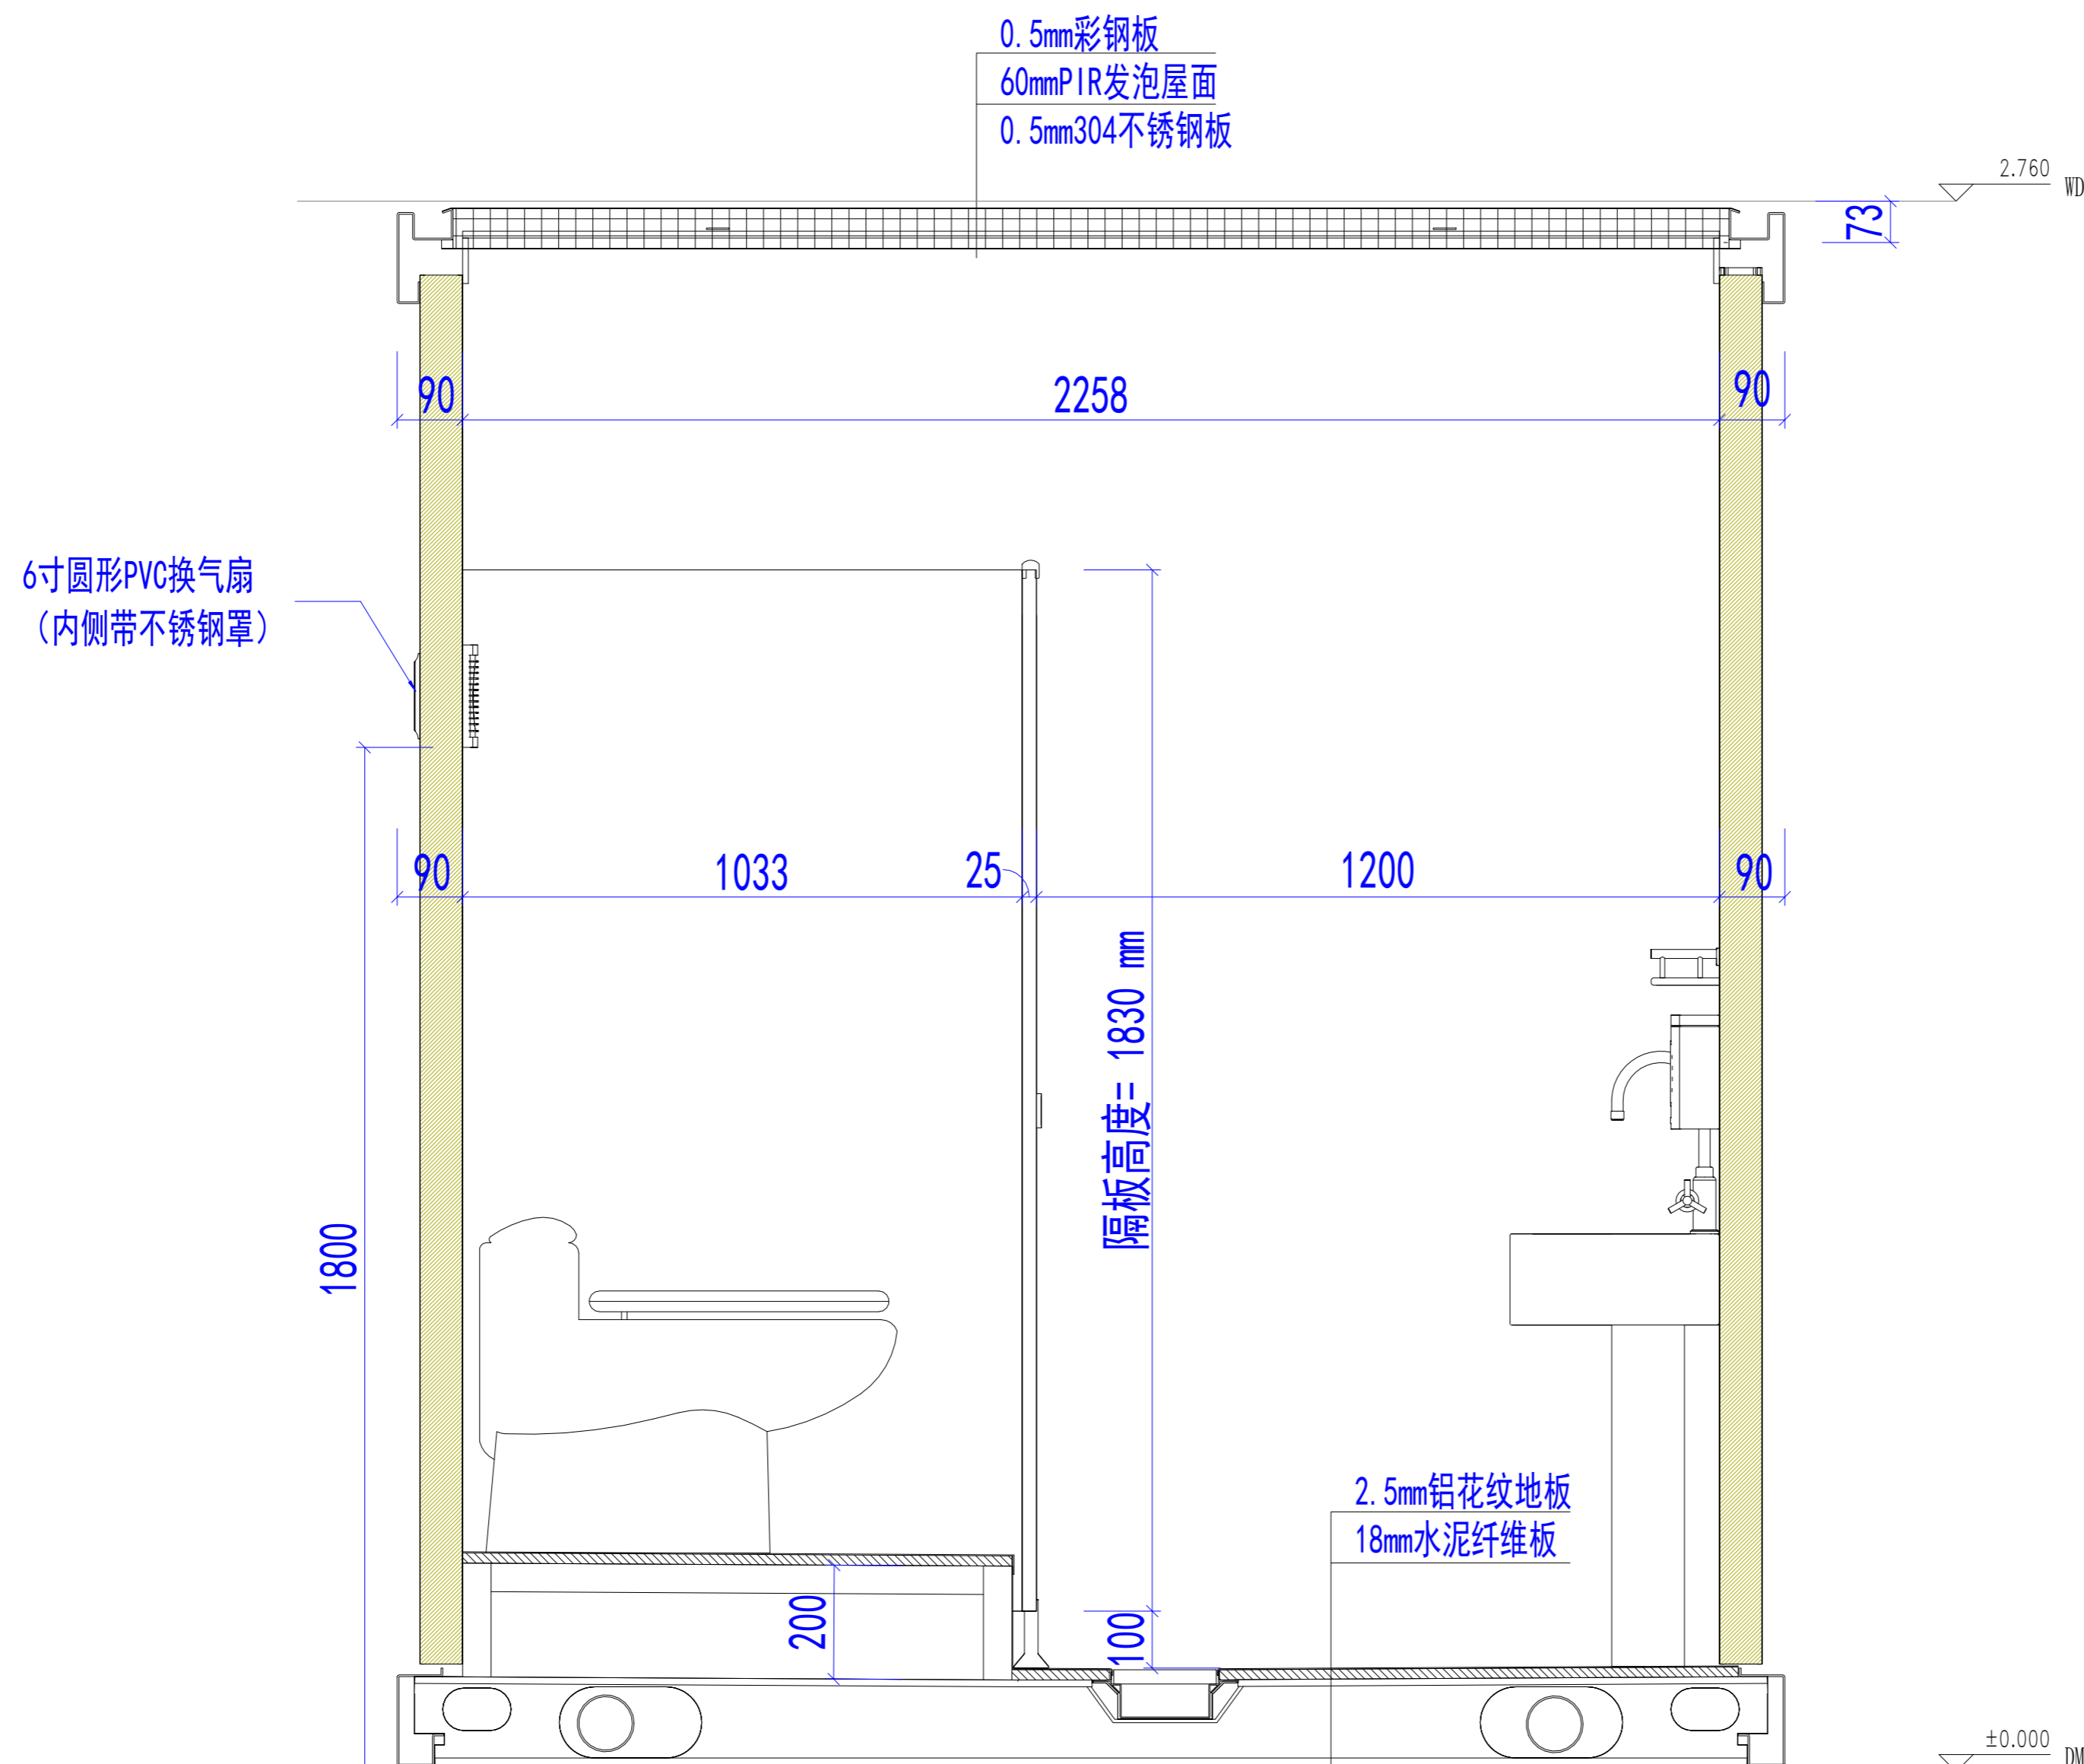 0.5mm彩钢板
60mmPIR发泡屋面
0.5mm304不锈钢板
2.760
WD
73
90
2258
90
6寸圆形PVC换气扇
（内侧带不锈钢罩）
90
1033
25
1200
90
隔板高度= 1830 mm
1800
2.5mm铝花纹地板
18mm水泥纤维板
200
100
±0.000
DM